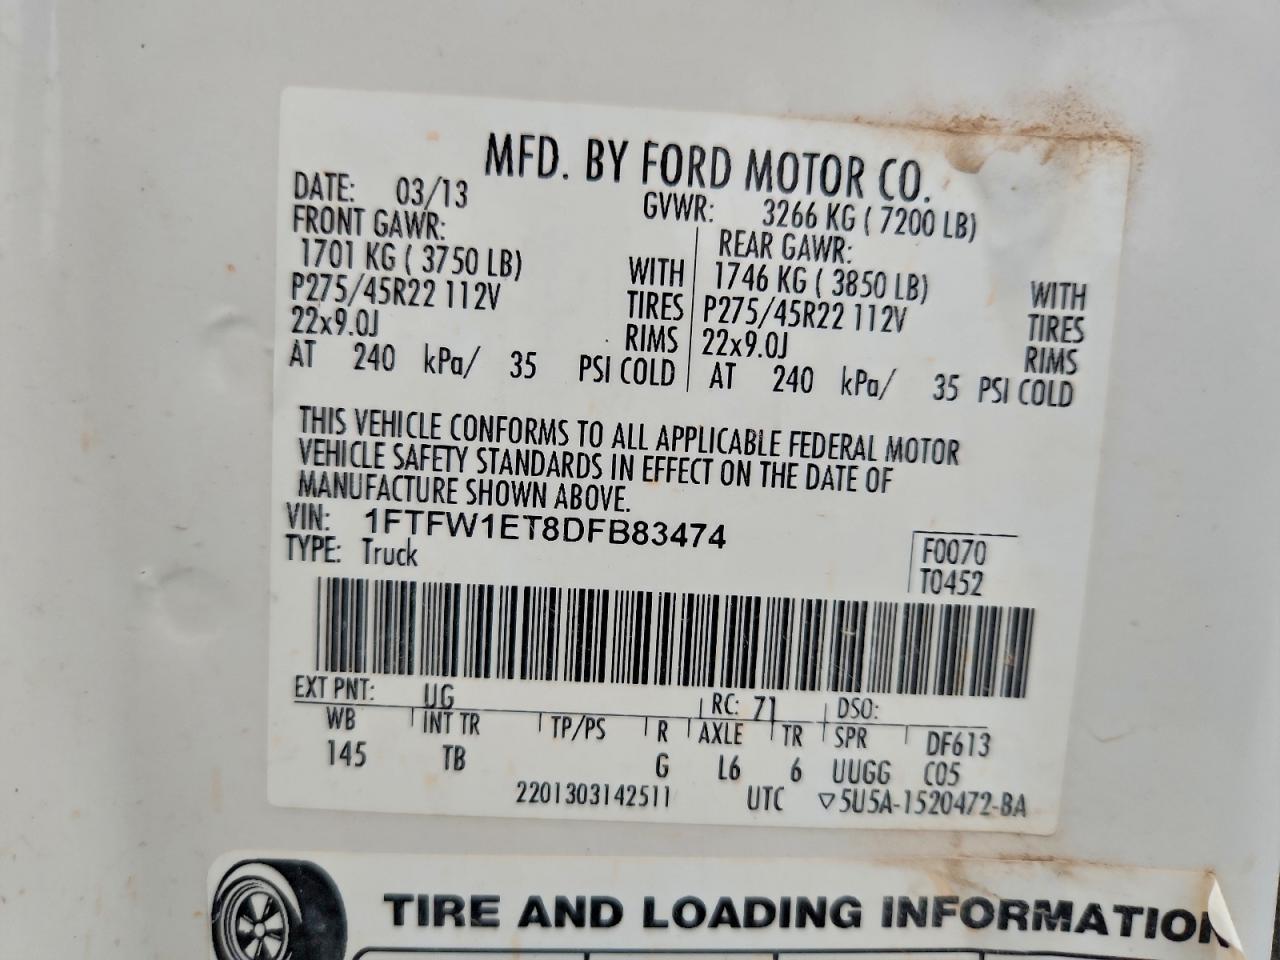 MFD. BY FORD MOTOR CO.
DATE: 03/13 GVWR: 3266 KG ( 7200 LB)
FRONT GAWR: REAR GAWR:
1701 KG ( 3750 LB) WITH 1746 KG ( 3850 LB) WITH
P275/45R22 112V TIRES P275/45R22 112V TIRES
22x9.0J RIMS 22x9.0J RIMS
AT 240 kPa/ 35 PSI COLD AT 240 kPa/ 35 PSI COLD
THIS VEHICLE CONFORMS TO ALL APPLICABLE FEDERAL MOTOR
VEHICLE SAFETY STANDARDS IN EFFECT ON THE DATE OF
MANUFACTURE SHOWN ABOVE.
VIN: 1FTFW1ET8DFB83474
TYPE: Truck
F0070
T0452
EXT PNT: UG RC: 71 DSO:
WB INT TR TP/PS R AXLE TR SPR DF613
145 TB G L6 6 UUGG C05
2201303142511 UTC ▽5U5A-1520472-BA
TIRE AND LOADING INFORMATION